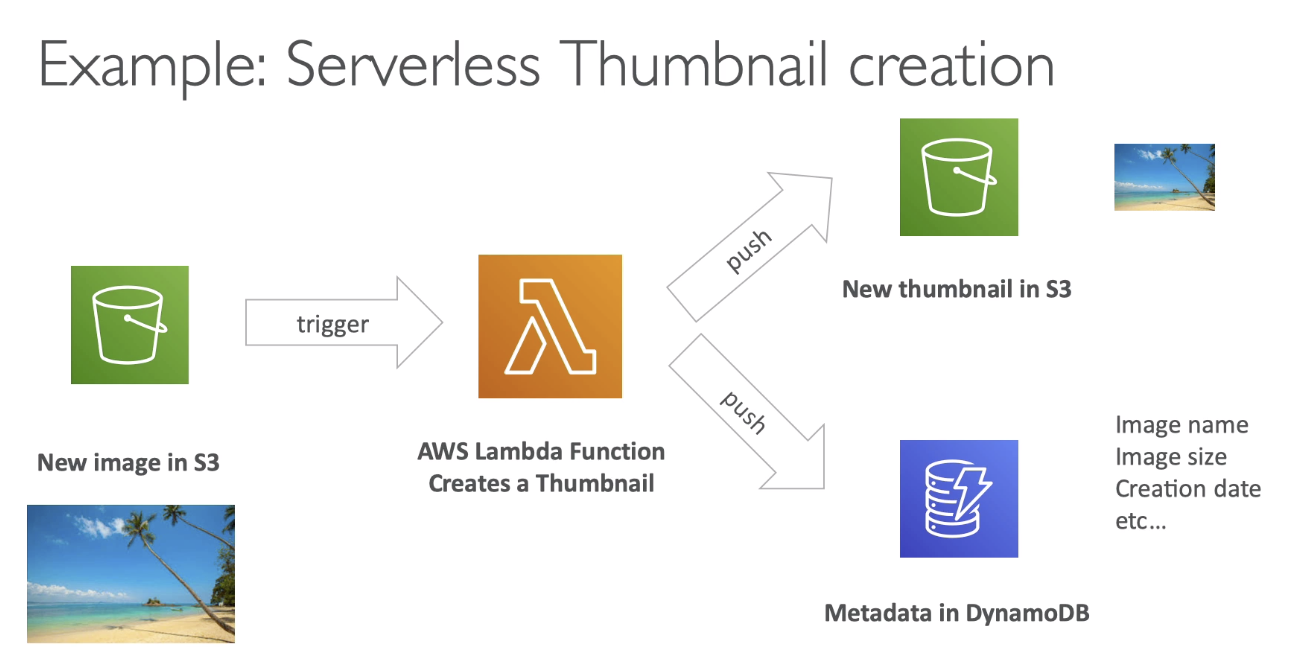 Example: Serverless Thumbnail creation
trigger
New image in S3
AWS Lambda Function
Creates a Thumbnail
push
New thumbnail in S3
push
Image name
Image size
Creation date
etc...
Metadata in DynamoDB